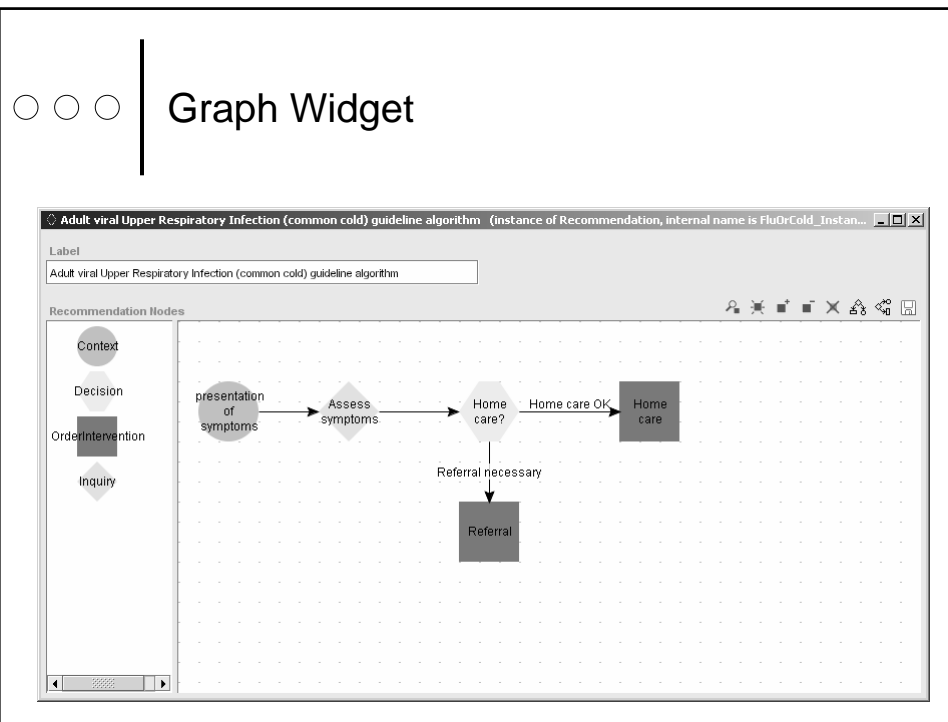 Graph Widget
Adult viral Upper Respiratory Infection (common cold) guideline algorithm (instance of Recommendation, internal name is FluOrCold_Instan...
Label
Adult viral Upper Respiratory Infection (common cold) guideline algorithm
Recommendation Nodes
Context
Decision
OrderIntervention
Inquiry
presentation
of
symptoms
Assess
symptoms
Home
care?
Home care OK
Home
care
Referral necessary
Referral